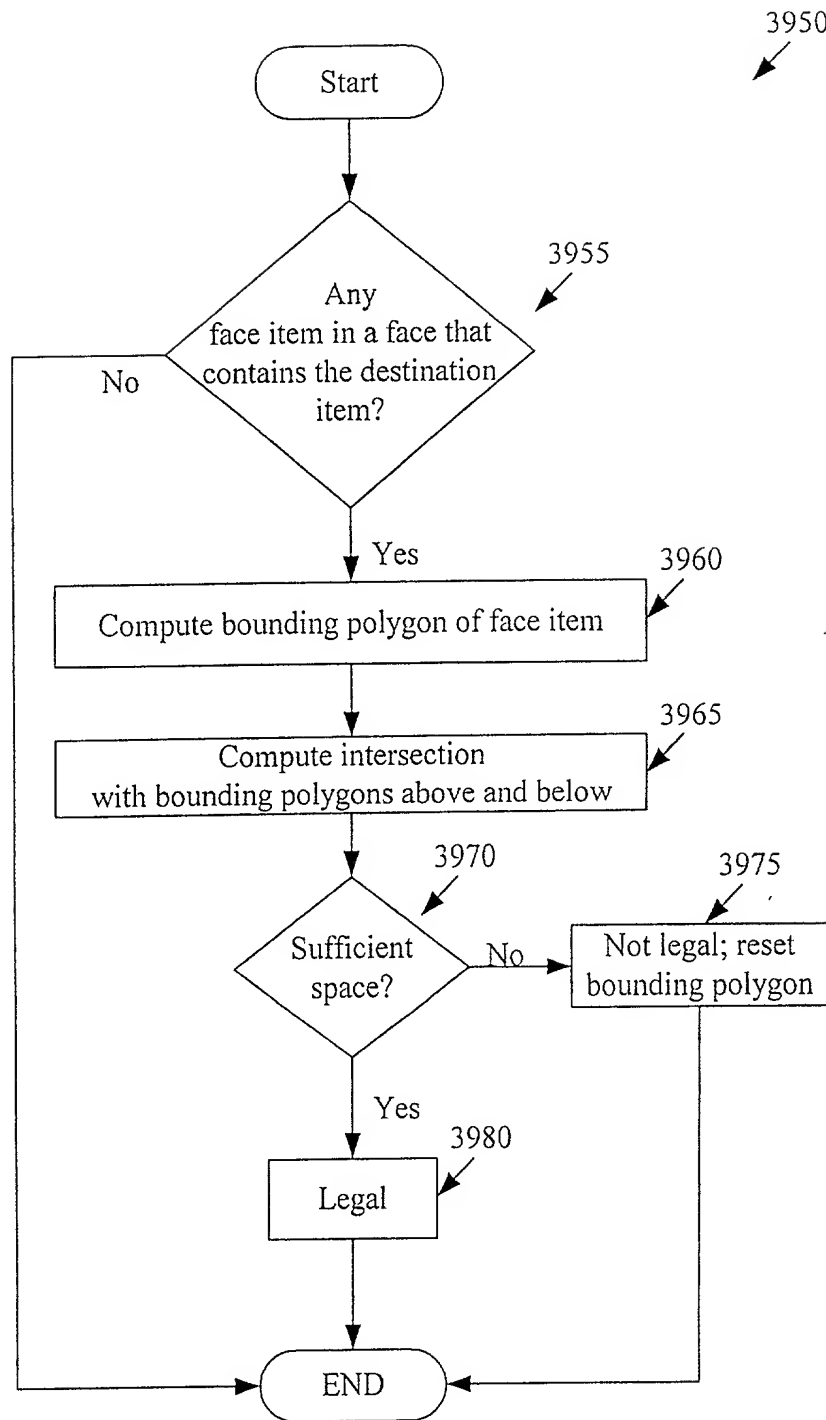 3950
Start
3955
Any
face item in a face that
contains the destination
item?
No
Yes
3960
Compute bounding polygon of face item
3965
Compute intersection
with bounding polygons above and below
3970
3975
Sufficient
space?
No
Not legal; reset
bounding polygon
Yes
3980
Legal
END